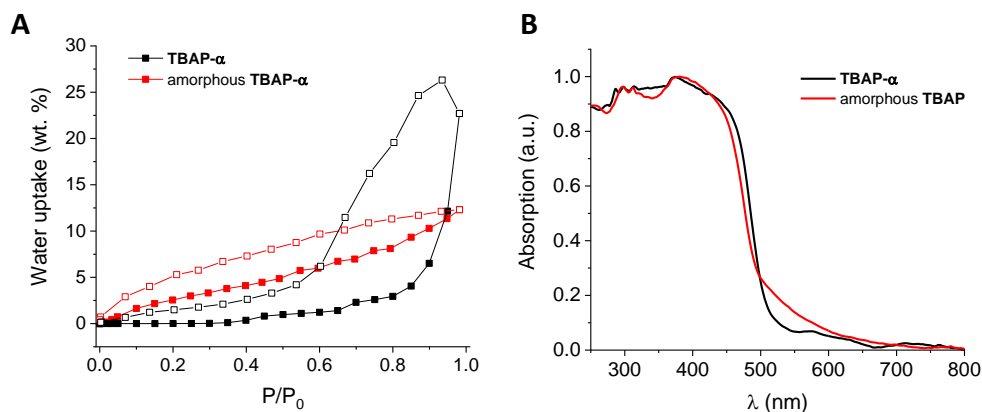 A
TBAP-α
amorphous TBAP-α
30
25
20
15
10
5
0
Water uptake (wt. %)
0.0 0.2 0.4 0.6 0.8 1.0
P/P0
B
TBAP-α
amorphous TBAP
1.0
0.8
0.6
0.4
0.2
0.0
Absorption (a.u.)
300 400 500 600 700 800
λ (nm)